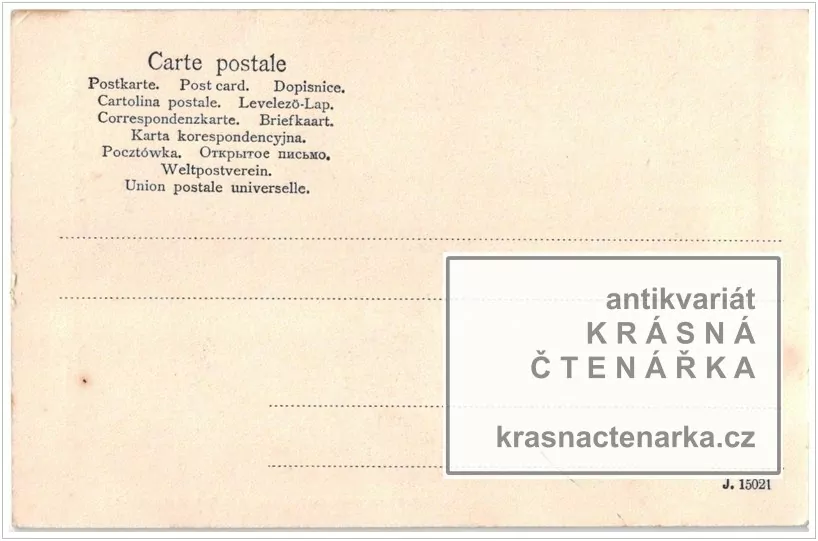 Carte postale
Postkarte. Post card. Dopisnice.
Cartolina postale. Levelező-Lap.
Correspondenzkarte. Briefkaart.
Karta korespondencyjna.
Pocztówka. Открытое письмо.
Weltpostverein.
Union postale universelle.
antikvariát
KRÁSNÁ
ČTENÁŘKA
krasnactenarka.cz
J. 15021